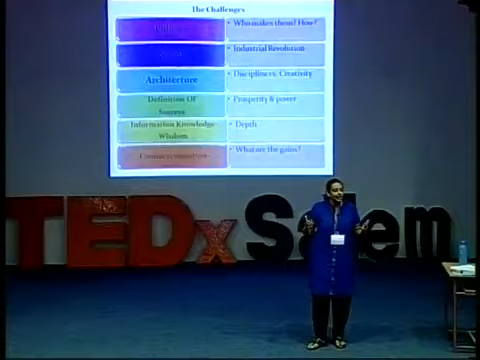 The Challenges
Who makes them? How?
Industrial Revolution
Architecture
Discipline vs. Creativity
Definition Of
Success
Prosperity & power
Information Knowledge
Wisdom
Depth
What are the gains?
TEDxSalem